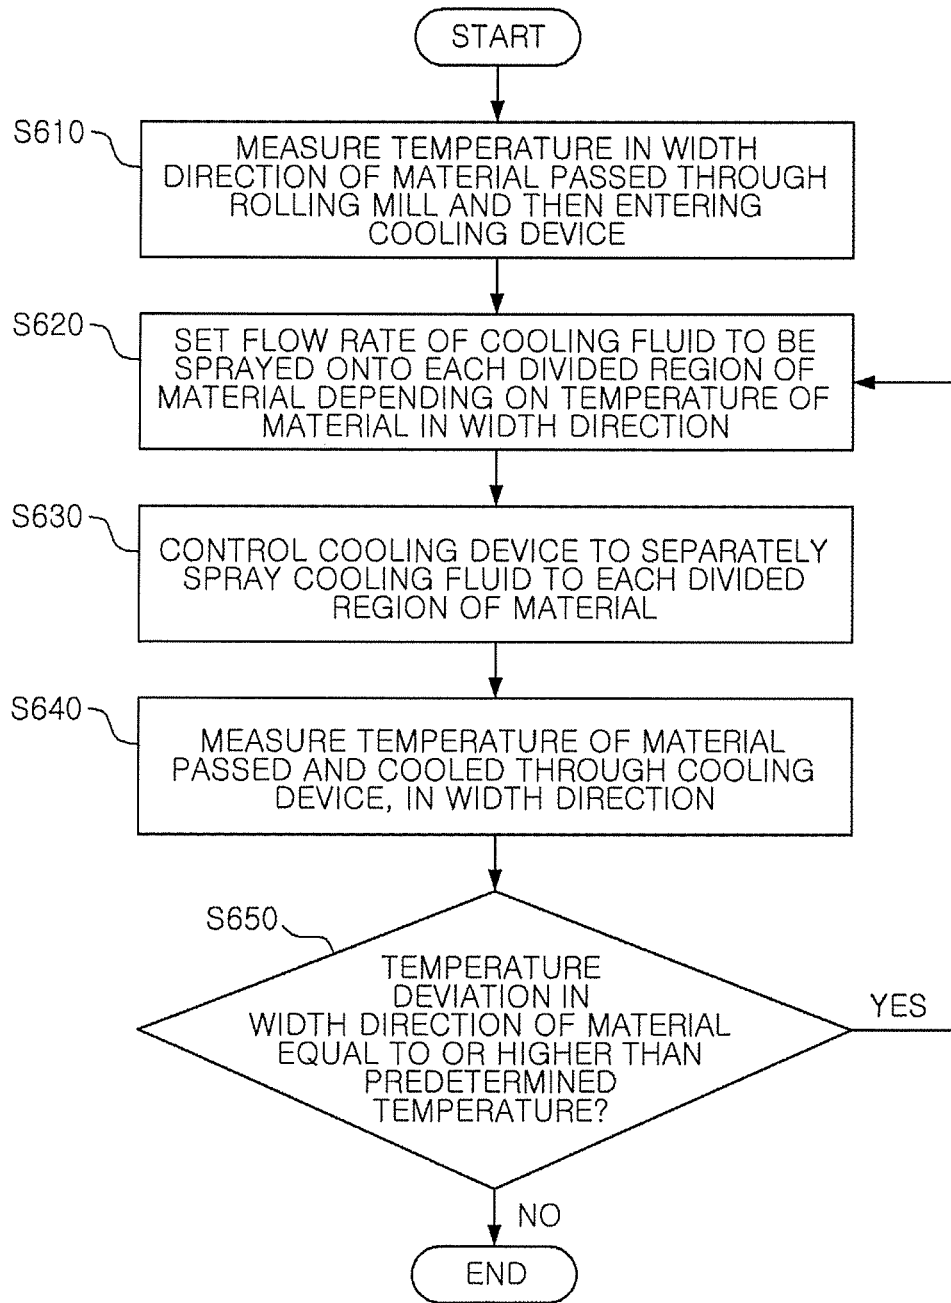 START
S610
MEASURE TEMPERATURE IN WIDTH
DIRECTION OF MATERIAL PASSED THROUGH
ROLLING MILL AND THEN ENTERING
COOLING DEVICE
S620
SET FLOW RATE OF COOLING FLUID TO BE
SPRAYED ONTO EACH DIVIDED REGION OF
MATERIAL DEPENDING ON TEMPERATURE OF
MATERIAL IN WIDTH DIRECTION
S630
CONTROL COOLING DEVICE TO SEPARATELY
SPRAY COOLING FLUID TO EACH DIVIDED
REGION OF MATERIAL
S640
MEASURE TEMPERATURE OF MATERIAL
PASSED AND COOLED THROUGH COOLING
DEVICE, IN WIDTH DIRECTION
S650
TEMPERATURE
DEVIATION IN
WIDTH DIRECTION OF MATERIAL
EQUAL TO OR HIGHER THAN
PREDETERMINED
TEMPERATURE?
YES
NO
END